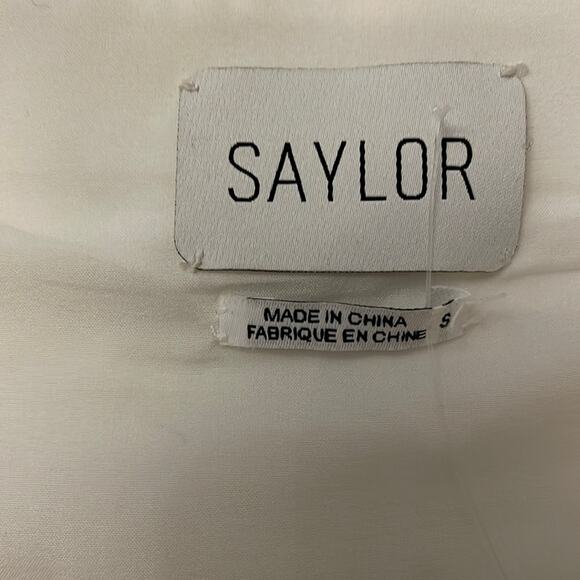 SAYLOR
MADE IN CHINA
FABRIQUE EN CHINE
S